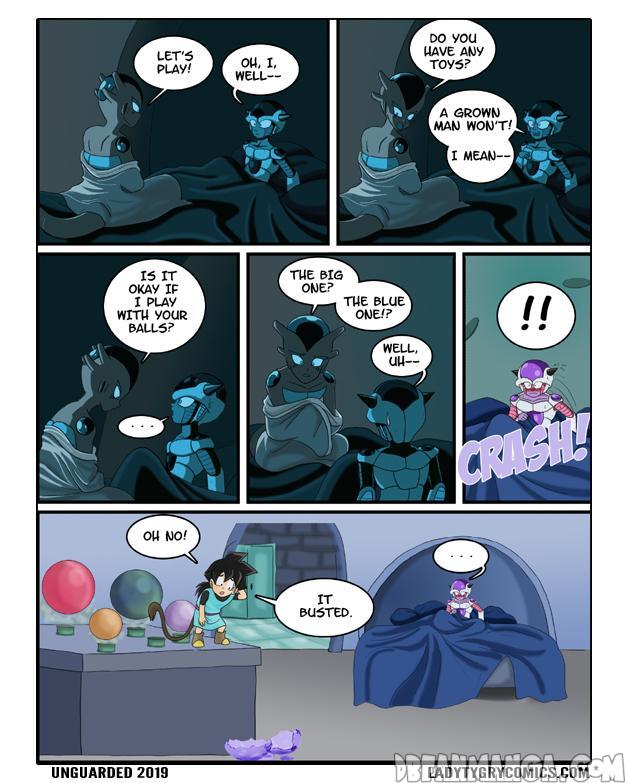 LET'S
PLAY!
OH, I,
WELL--
DO YOU
HAVE ANY
TOYS?
A GROWN
MAN WON'T!
I MEAN--
IS IT
OKAY IF
I PLAY
WITH YOUR
BALLS?
...
THE BIG
ONE?
THE BLUE
ONE!?
WELL,
UH--
!!
CRASH!
OH NO!
IT
BUSTED.
...
UNGUARDED 2019
LADYTYGRYCOMICS.COM
DBFANMANGA.COM